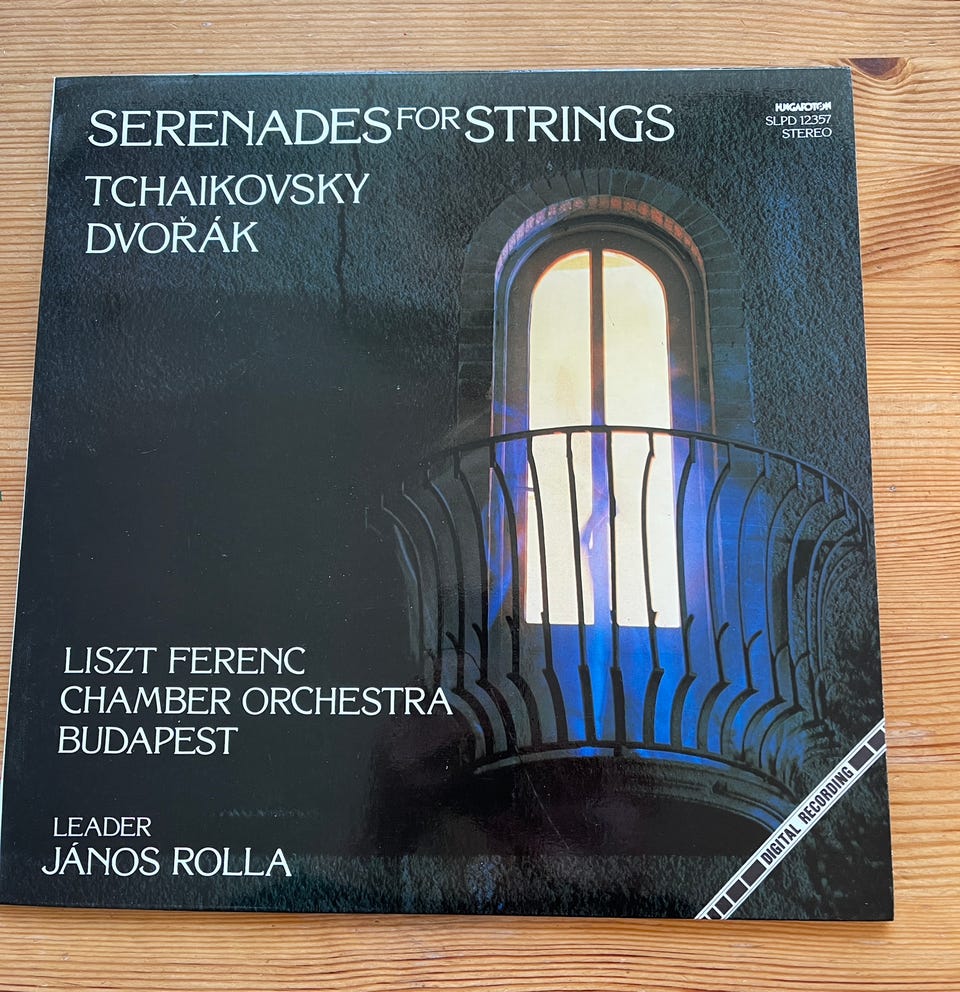 SERENADES FOR STRINGS
TCHAIKOVSKY
DVOŘÁK
HUNGAROTON
SLPD 12357
STEREO
LISZT FERENC
CHAMBER ORCHESTRA
BUDAPEST
LEADER
JÁNOS ROLLA
DIGITAL RECORDING